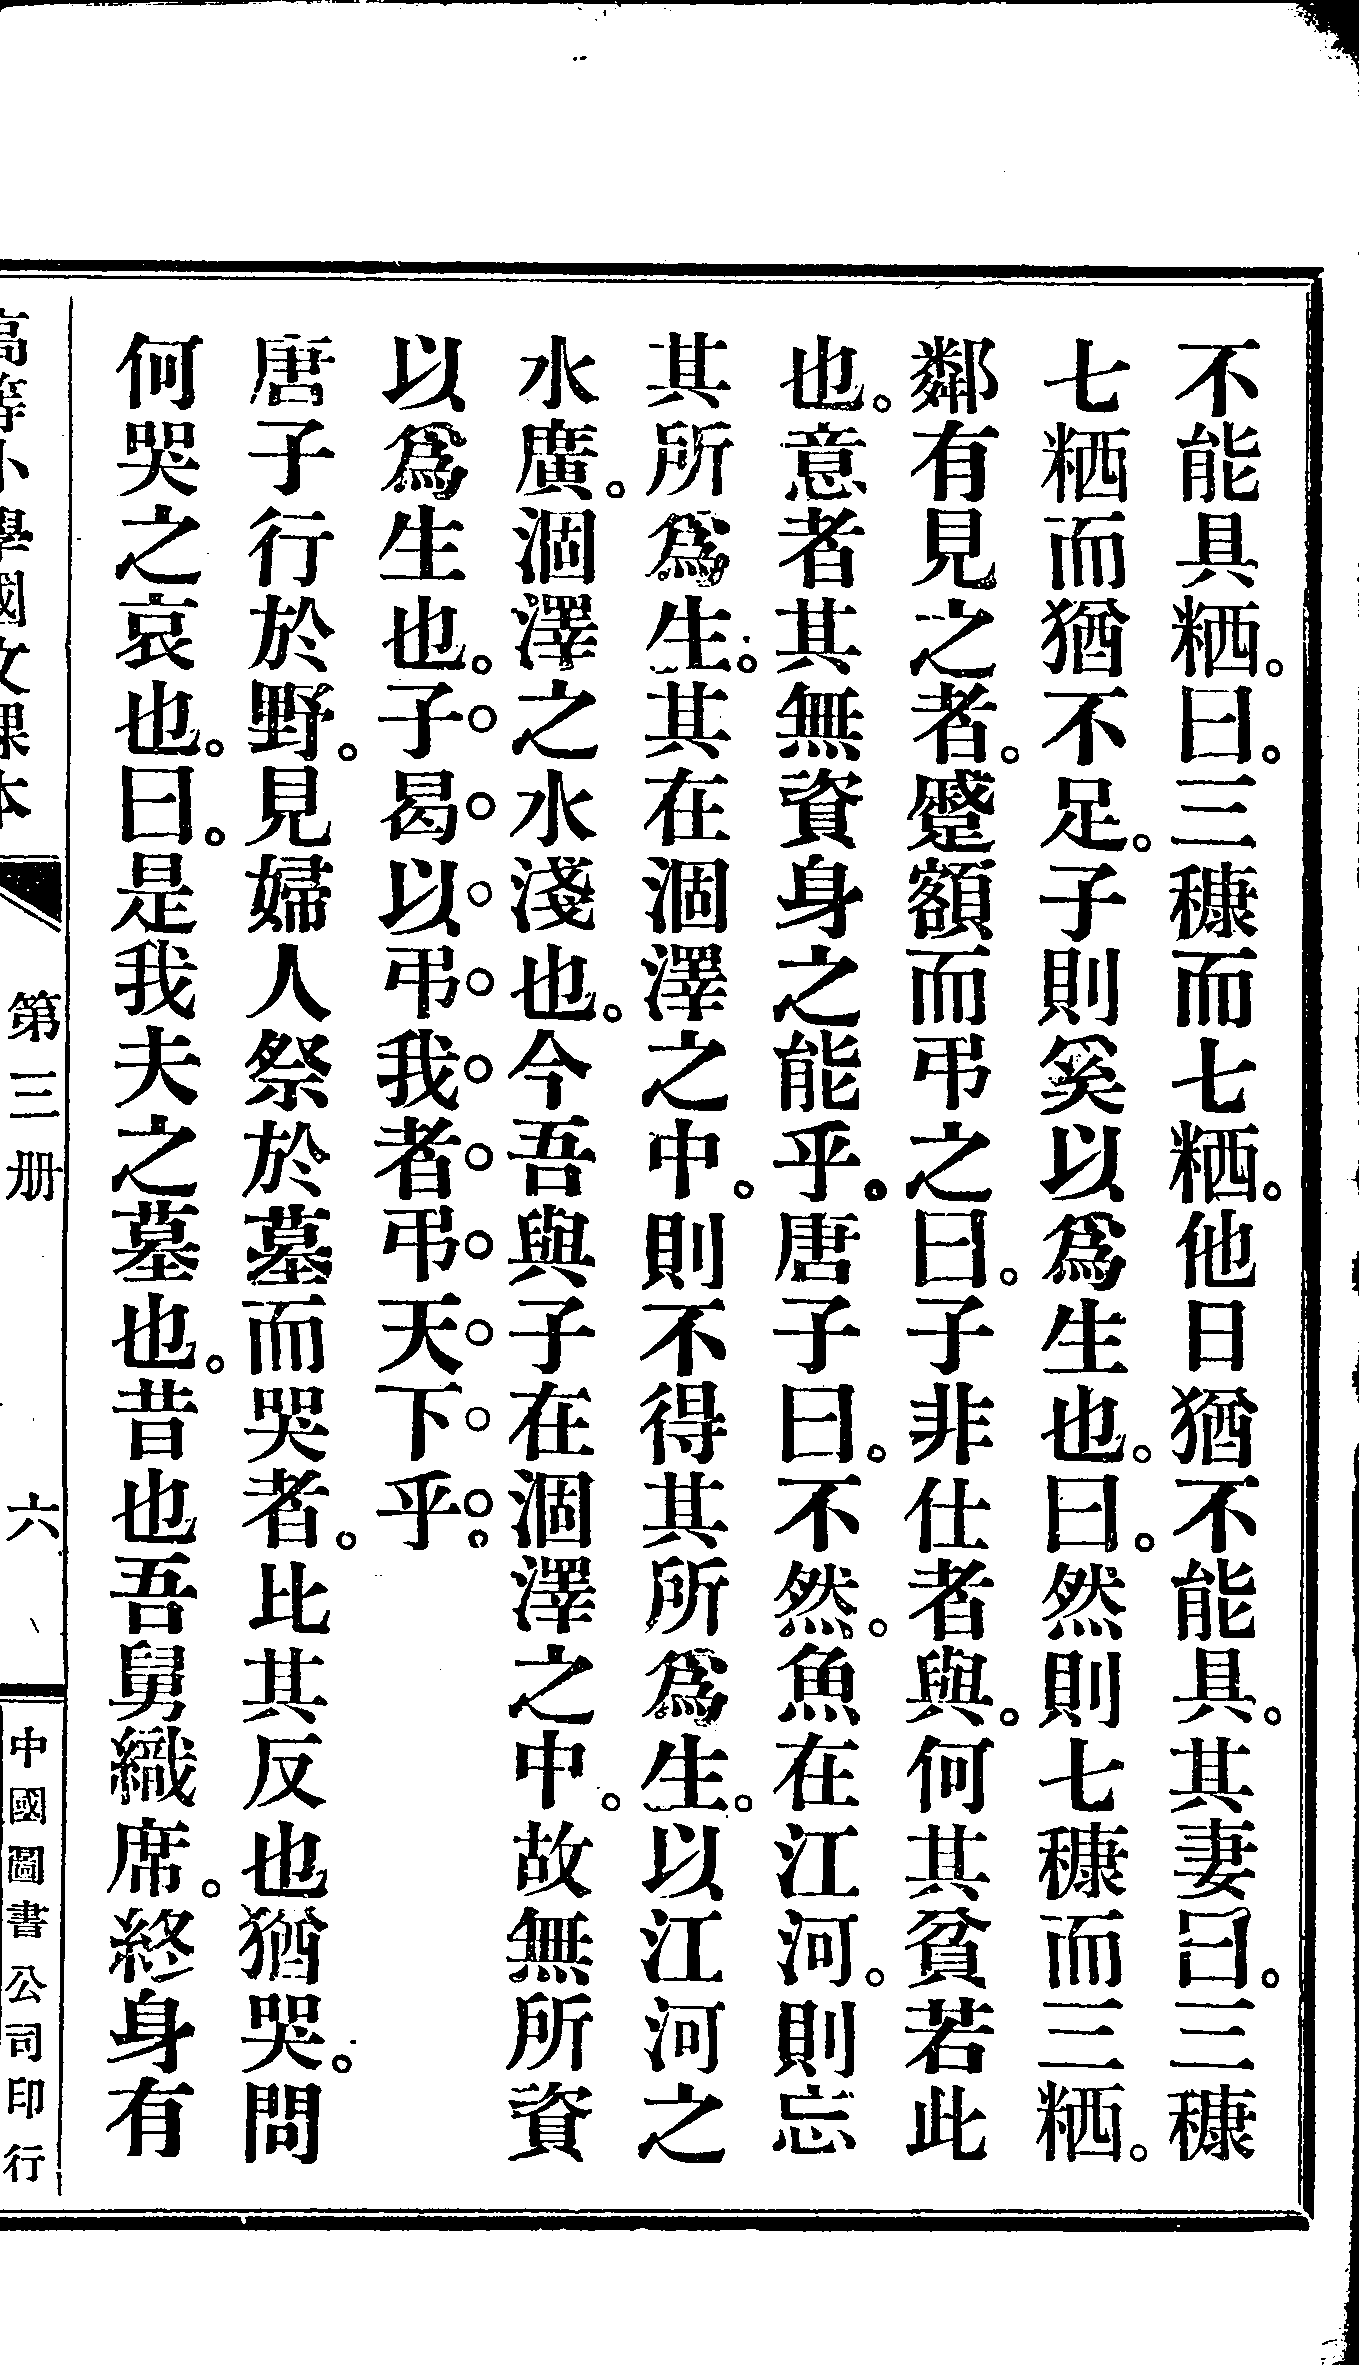 不能具粞。曰。三穅而七粞。他日猶不能具。其妻曰。三穅
七粞而猶不足。子則奚以爲生也。曰。然則七穅而三粞。
鄰有見之者。蹙額而弔之曰。子非仕者與。何其貧若此
也。意者其無資身之能乎。唐子曰。不然。魚在江河。則忘
其所爲生。其在涸澤之中。則不得其所爲生。以江河之
水廣。涸澤之水淺也。今吾與子在涸澤之中。故無所資
以爲生也。子曷以弔我者弔天下乎。
唐子行於野。見婦人祭於墓而哭者。比其反也猶哭。問
何哭之哀也。曰。是我夫之墓也。昔也吾舅織席。終身有
高等小學國文課本 第三册 六 中國圖書公司印行